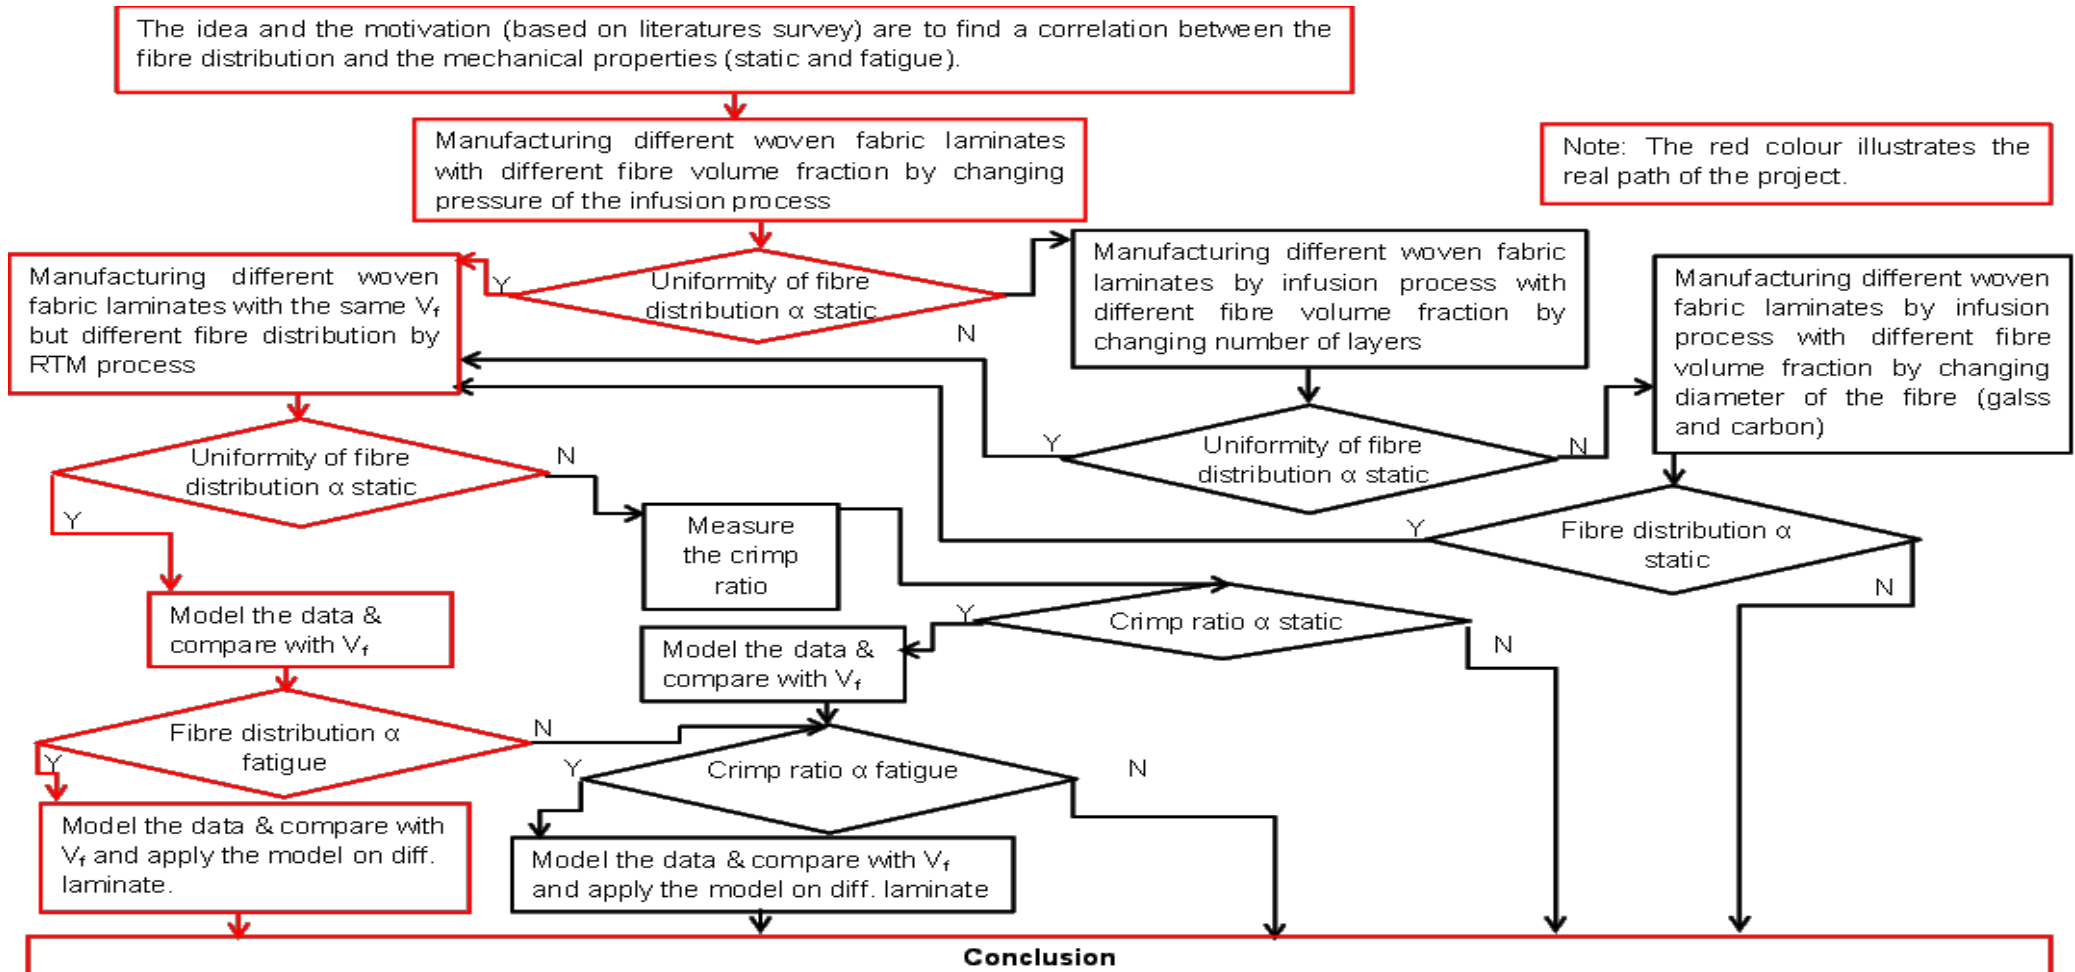 The idea and the motivation (based on literatures survey) are to find a correlation between the
fibre distribution and the mechanical properties (static and fatigue).
Manufacturing different woven fabric laminates
with different fibre volume fraction by changing
pressure of the infusion process
Note: The red colour illustrates the
real path of the project.
Manufacturing different woven
fabric laminates with the same Vf
but different fibre distribution by
RTM process
Y
Uniformity of fibre
distribution α static
N
Manufacturing different woven fabric
laminates by infusion process with
different fibre volume fraction by
changing number of layers
Manufacturing different woven
fabric laminates by infusion
process with different fibre
volume fraction by changing
diameter of the fibre (galss
and carbon)
Y
Uniformity of fibre
distribution α static
N
Uniformity of fibre
distribution α static
N
Y
Measure
the crimp
ratio
Y
Fibre distribution α
static
N
Model the data &
compare with Vf
Y
Crimp ratio α static
N
Model the data &
compare with Vf
Fibre distribution α
fatigue
N
Y
Y
Crimp ratio α fatigue
N
Model the data & compare with
Vf and apply the model on diff.
laminate.
Model the data & compare with Vf
and apply the model on diff. laminate
Conclusion